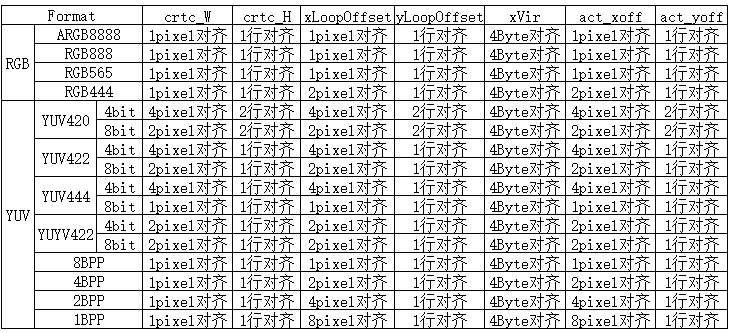 Format crtc_W crtc_H xLoopOffset yLoopOffset xVir act_xoff act_yoff
RGB
ARGB8888 1pixel对齐 1行对齐 1pixel对齐 1行对齐 4Byte对齐 1pixel对齐 1行对齐
RGB888 1pixel对齐 1行对齐 1pixel对齐 1行对齐 4Byte对齐 1pixel对齐 1行对齐
RGB565 1pixel对齐 1行对齐 1pixel对齐 1行对齐 4Byte对齐 1pixel对齐 1行对齐
RGB444 1pixel对齐 1行对齐 2pixel对齐 1行对齐 4Byte对齐 2pixel对齐 1行对齐
YUV
YUV420
4bit 4pixel对齐 2行对齐 4pixel对齐 2行对齐 4Byte对齐 4pixel对齐 2行对齐
8bit 2pixel对齐 2行对齐 2pixel对齐 2行对齐 4Byte对齐 2pixel对齐 2行对齐
YUV422
4bit 4pixel对齐 1行对齐 4pixel对齐 1行对齐 4Byte对齐 4pixel对齐 1行对齐
8bit 2pixel对齐 1行对齐 2pixel对齐 1行对齐 4Byte对齐 2pixel对齐 1行对齐
YUV444
4bit 4pixel对齐 1行对齐 4pixel对齐 1行对齐 4Byte对齐 4pixel对齐 1行对齐
8bit 1pixel对齐 1行对齐 1pixel对齐 1行对齐 4Byte对齐 1pixel对齐 1行对齐
YUYV422
4bit 2pixel对齐 1行对齐 2pixel对齐 1行对齐 4Byte对齐 2pixel对齐 1行对齐
8bit 2pixel对齐 1行对齐 2pixel对齐 1行对齐 4Byte对齐 2pixel对齐 1行对齐
8BPP 1pixel对齐 1行对齐 1pixel对齐 1行对齐 4Byte对齐 1pixel对齐 1行对齐
4BPP 1pixel对齐 1行对齐 2pixel对齐 1行对齐 4Byte对齐 2pixel对齐 1行对齐
2BPP 1pixel对齐 1行对齐 4pixel对齐 1行对齐 4Byte对齐 4pixel对齐 1行对齐
1BPP 1pixel对齐 1行对齐 8pixel对齐 1行对齐 4Byte对齐 8pixel对齐 1行对齐